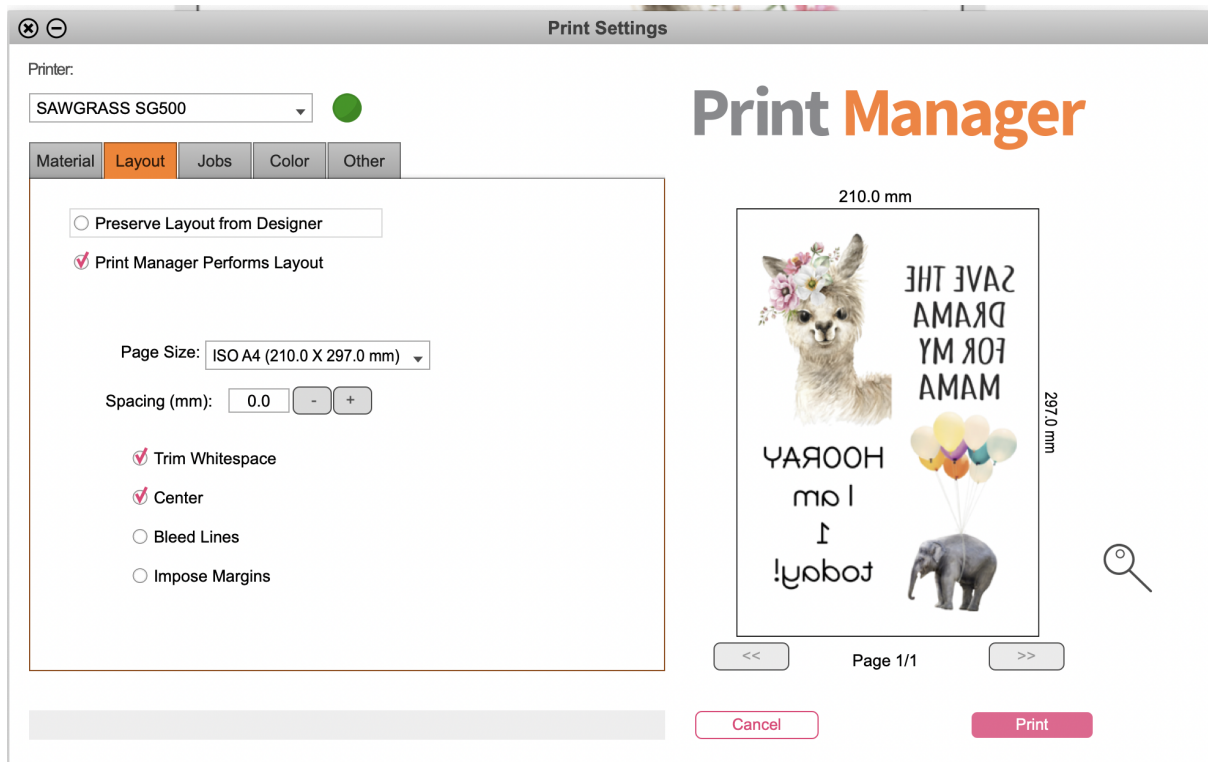 Print Settings
Printer:
SAWGRASS SG500
Print Manager
Material
Layout
Jobs
Color
Other
Preserve Layout from Designer
Print Manager Performs Layout
Page Size:
ISO A4 (210.0 X 297.0 mm)
Spacing (mm):
0.0
-
+
Trim Whitespace
Center
Bleed Lines
Impose Margins
210.0 mm
297.0 mm
SAVE THE
DRAMA
FOR MY
MAMA
HOORAY
I am
1
today!
<<
Page 1/1
>>
Cancel
Print